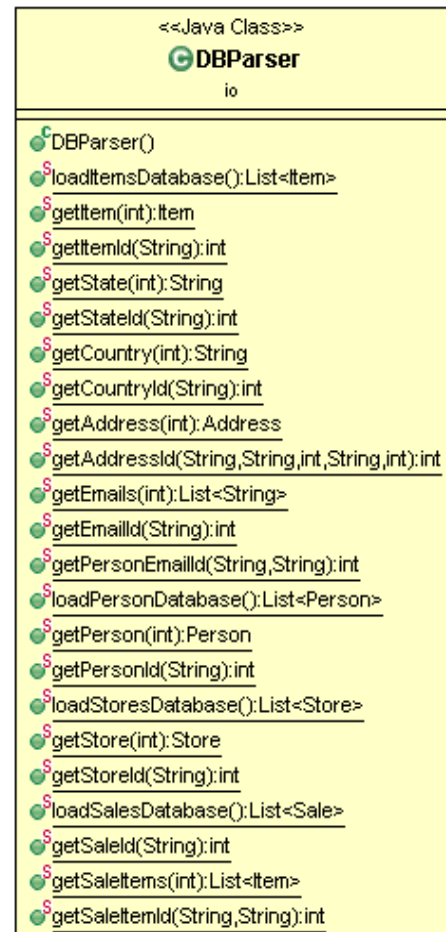 <<Java Class>>
C DBParser
io
C DBParser()
S loadItemsDatabase():List<Item>
S getItem(int):Item
S getItemId(String):int
S getState(int):String
S getStateId(String):int
S getCountry(int):String
S getCountryId(String):int
S getAddress(int):Address
S getAddressId(String,String,int,String,int):int
S getEmails(int):List<String>
S getEmailId(String):int
S getPersonEmailId(String,String):int
S loadPersonDatabase():List<Person>
S getPerson(int):Person
S getPersonId(String):int
S loadStoresDatabase():List<Store>
S getStore(int):Store
S getStoreId(String):int
S loadSalesDatabase():List<Sale>
S getSaleId(String):int
S getSaleItems(int):List<Item>
S getSaleItemId(String,String):int